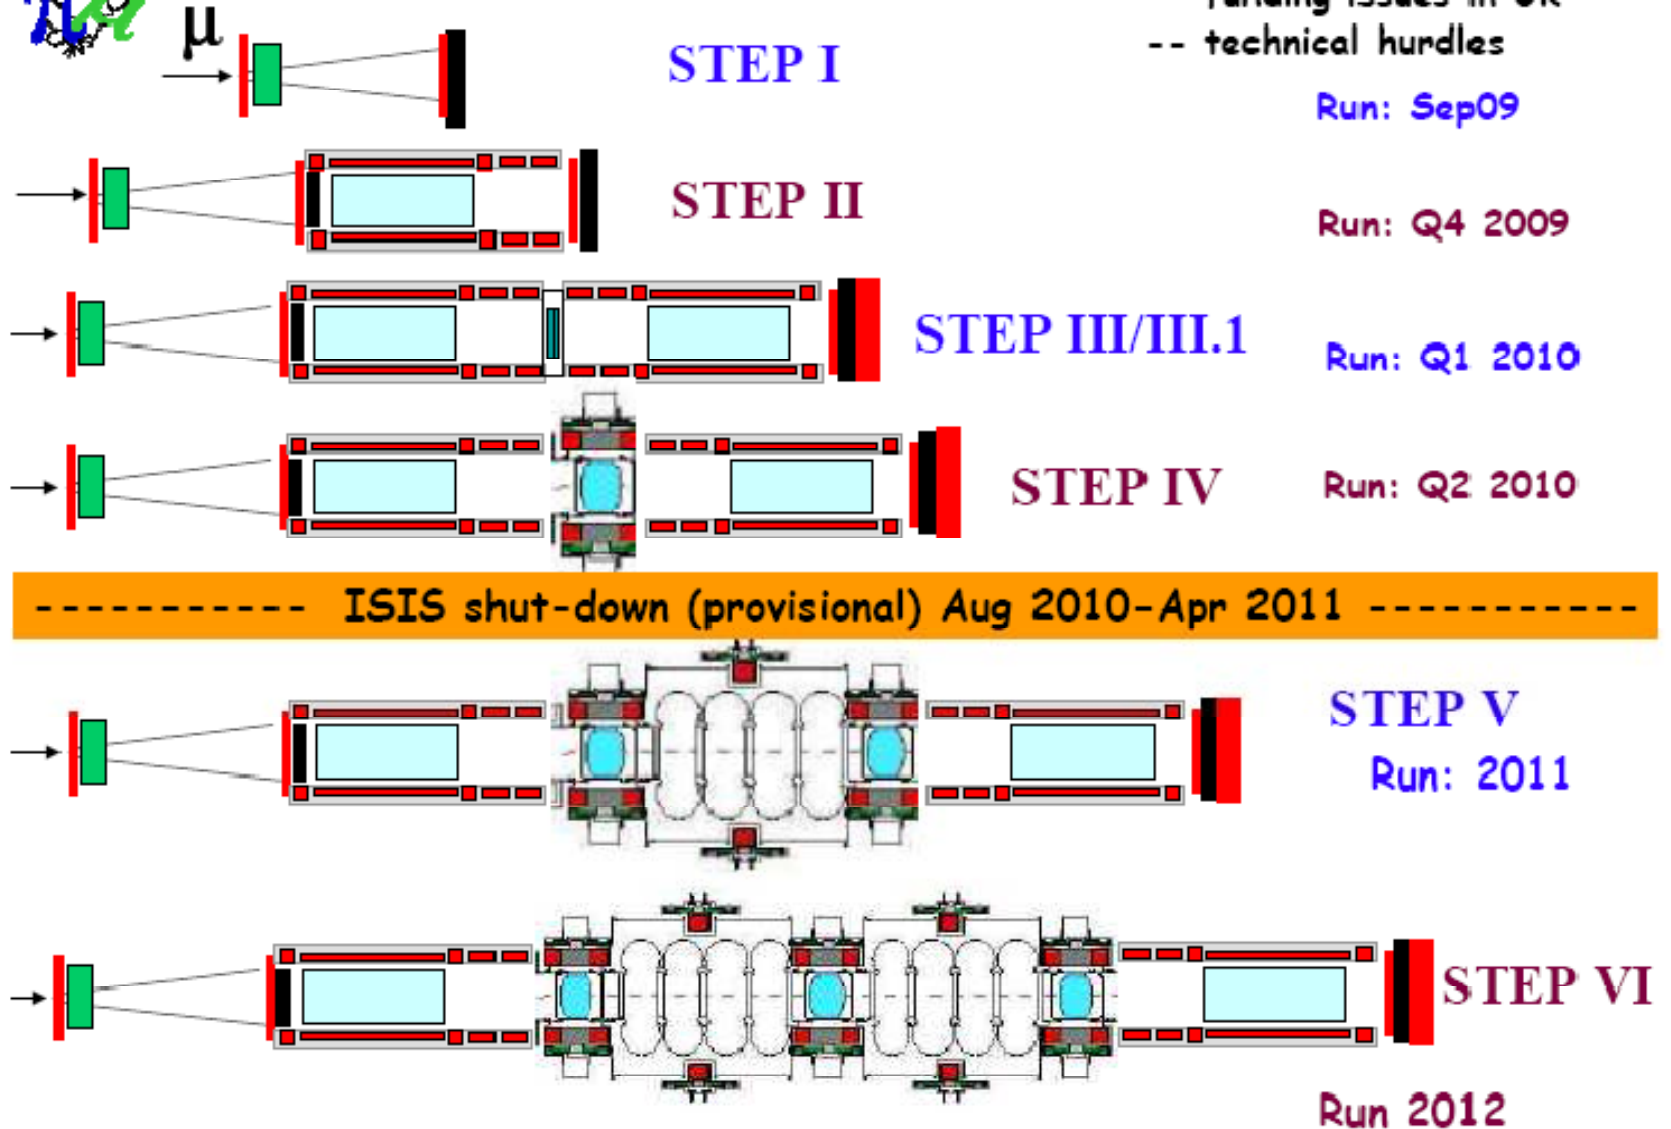 μ
-- technical hurdles
STEP I
Run: Sep09
STEP II
Run: Q4 2009
STEP III/III.1
Run: Q1 2010
STEP IV
Run: Q2 2010
----------- ISIS shut-down (provisional) Aug 2010-Apr 2011 -----------
STEP V
Run: 2011
STEP VI
Run 2012